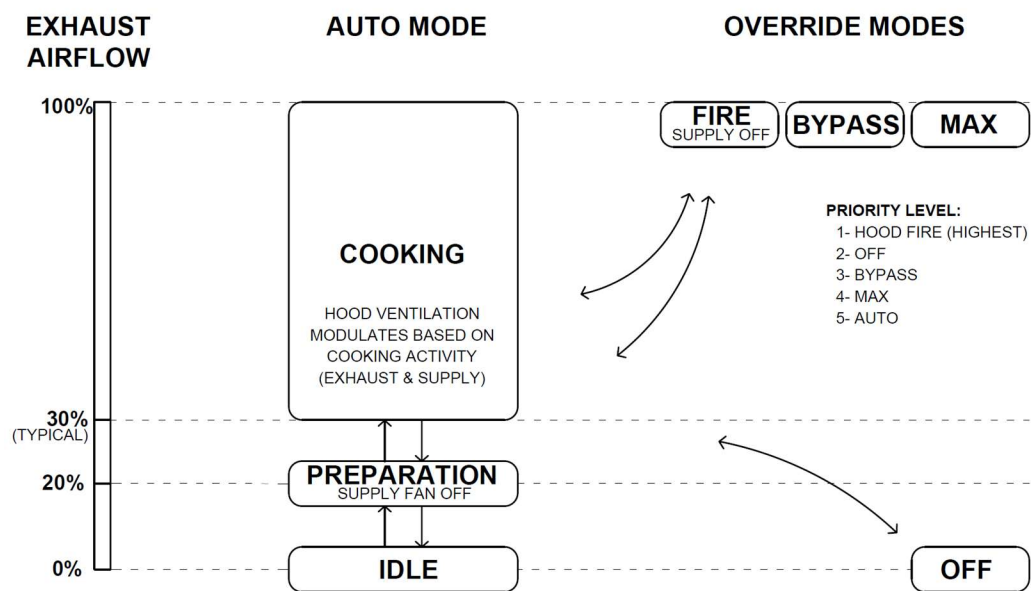 EXHAUST
AIRFLOW
AUTO MODE
OVERRIDE MODES
100%
FIRE
SUPPLY OFF
BYPASS
MAX
PRIORITY LEVEL:
1- HOOD FIRE (HIGHEST)
2- OFF
3- BYPASS
4- MAX
5- AUTO
COOKING
HOOD VENTILATION
MODULATES BASED ON
COOKING ACTIVITY
(EXHAUST & SUPPLY)
30%
(TYPICAL)
PREPARATION
SUPPLY FAN OFF
20%
IDLE
0%
OFF